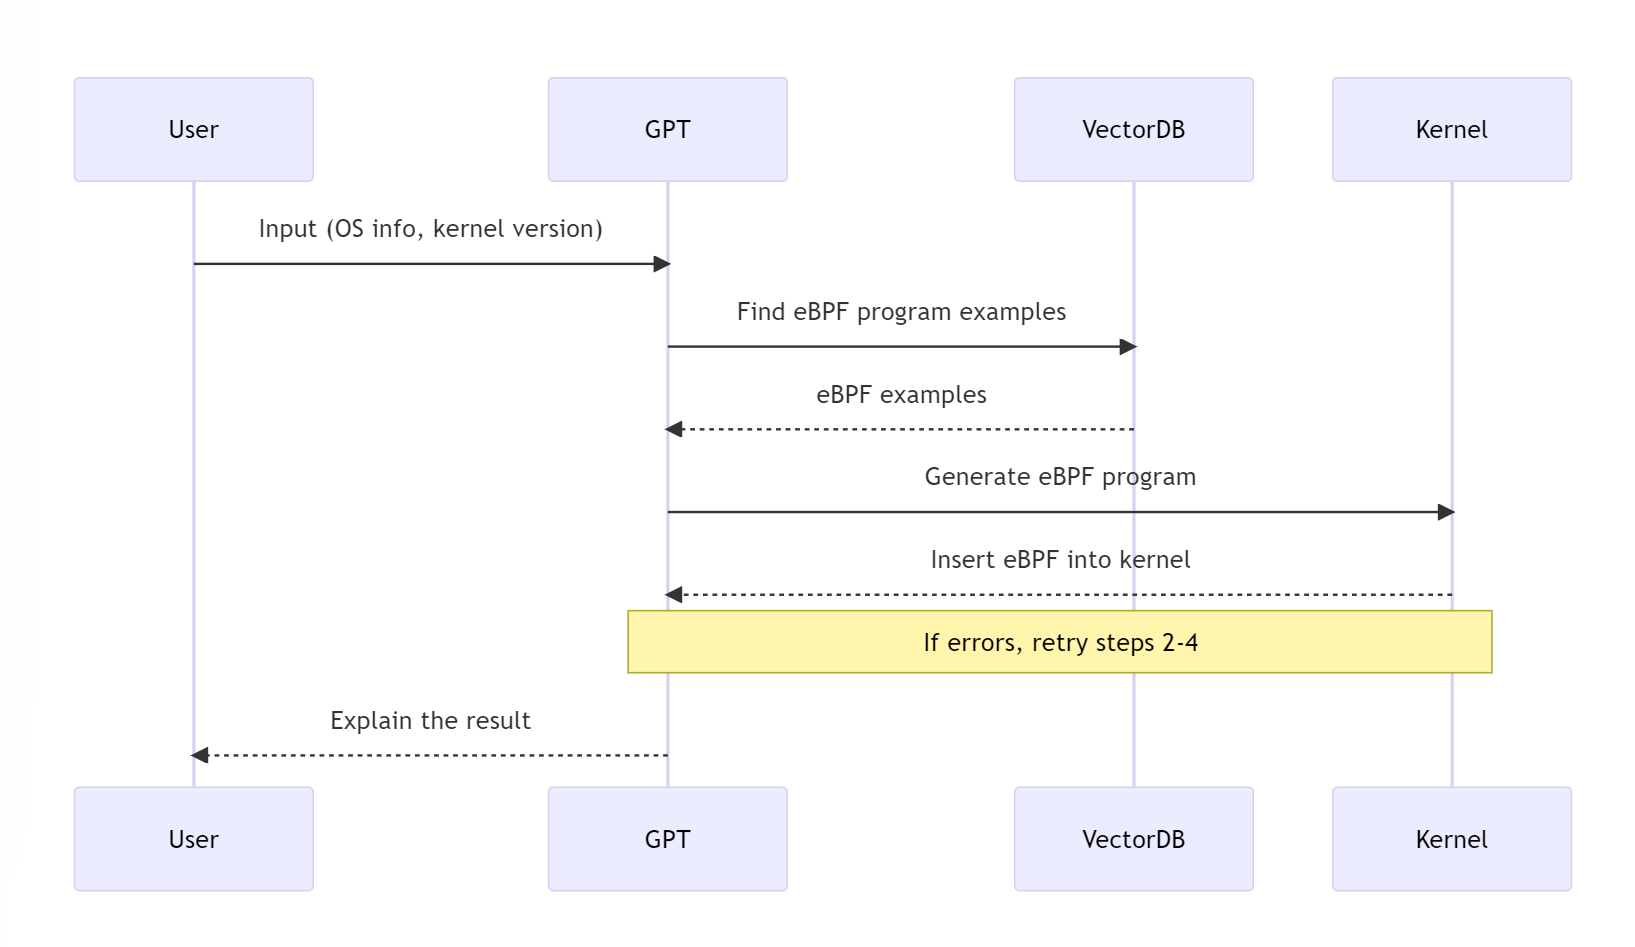 User
GPT
VectorDB
Kernel
Input (OS info, kernel version)
Find eBPF program examples
eBPF examples
Generate eBPF program
Insert eBPF into kernel
If errors, retry steps 2-4
Explain the result
User
GPT
VectorDB
Kernel